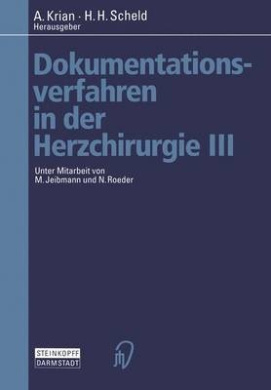 A. Krian · H. H. Scheld
Herausgeber
Dokumentations-
verfahren
in der
Herzchirurgie III
Unter Mitarbeit von
M. Jeibmann und N. Roeder
STEINKOPFF
DARMSTADT